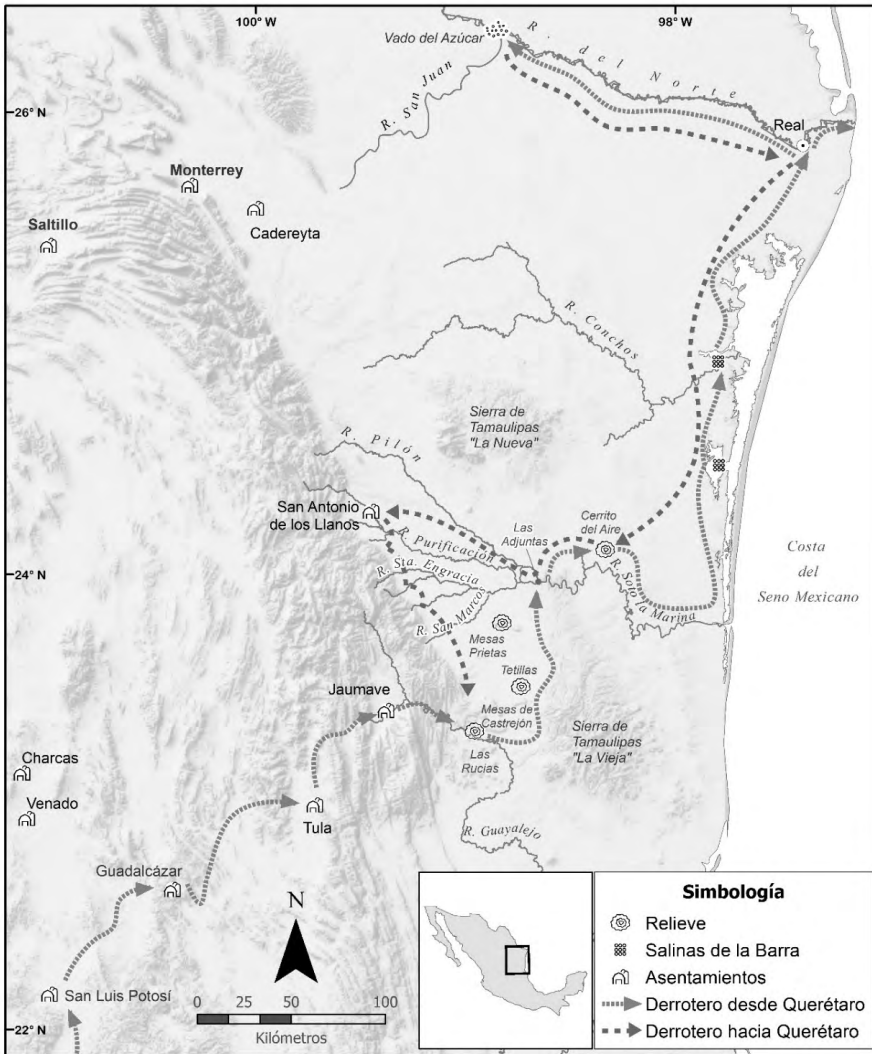 100° W
98° W
Vado del Azúcar
R. del Norte
R. San Juan
26° N
Real
Monterrey
Cadereyta
Saltillo
R. Conchos
Sierra de
Tamaulipas
"La Nueva"
R. Pilón
San Antonio
de los Llanos
Las
Adjuntas
Cerrito
del Aire
R. Purificación
24° N
R. Sta. Engracia
R. Soto la Marina
Costa
del
Seno Mexicano
R. San Marcos
Mesas
Prietas
Tetillas
Jaumave
Mesas de
Castrejón
Sierra de
Tamaulipas
"La Vieja"
Las
Rucias
Charcas
Venado
Tula
R. Guayalejo
Guadalcázar
N
San Luis Potosí
0 25 50 100
Kilómetros
22° N
Simbología
Relieve
Salinas de la Barra
Asentamientos
Derrotero desde Querétaro
Derrotero hacia Querétaro